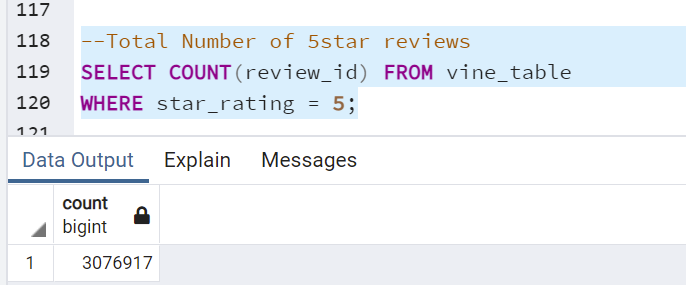 117
118 --Total Number of 5star reviews
119 SELECT COUNT(review_id) FROM vine_table
120 WHERE star_rating = 5;
121
Data Output Explain Messages
count
bigint
1 3076917